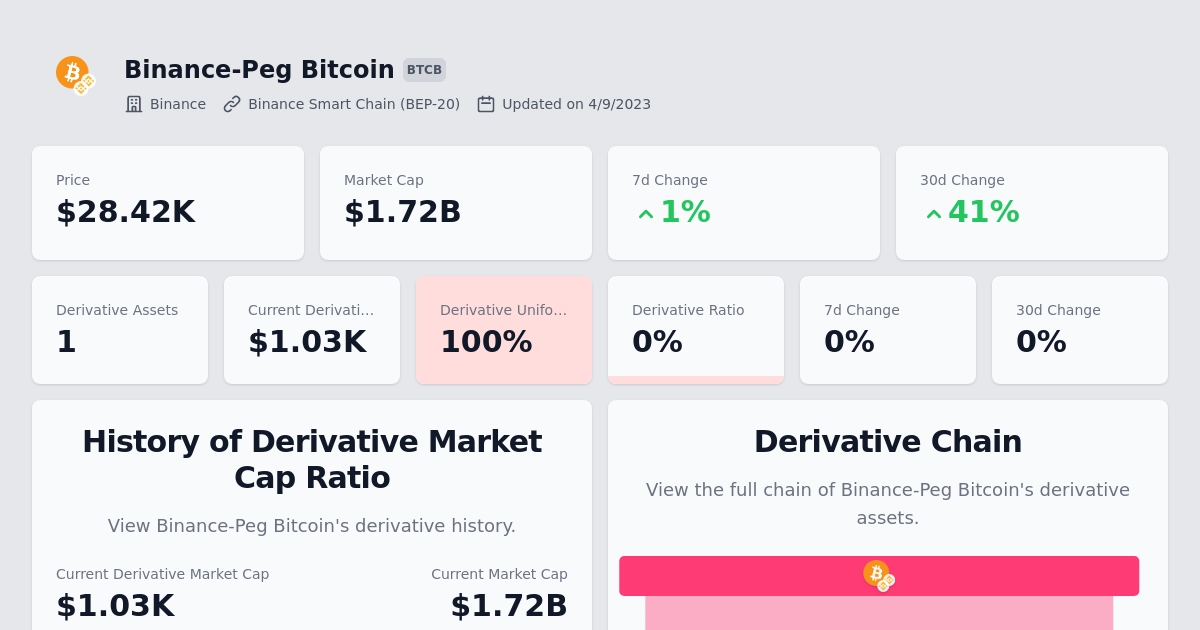 Binance-Peg Bitcoin BTCB
Binance Binance Smart Chain (BEP-20) Updated on 4/9/2023
Price
$28.42K
Market Cap
$1.72B
7d Change
1%
30d Change
41%
Derivative Assets
1
Current Derivati...
$1.03K
Derivative Unifo...
100%
Derivative Ratio
0%
7d Change
0%
30d Change
0%
History of Derivative Market
Cap Ratio
View Binance-Peg Bitcoin's derivative history.
Current Derivative Market Cap
$1.03K
Current Market Cap
$1.72B
Derivative Chain
View the full chain of Binance-Peg Bitcoin's derivative
assets.